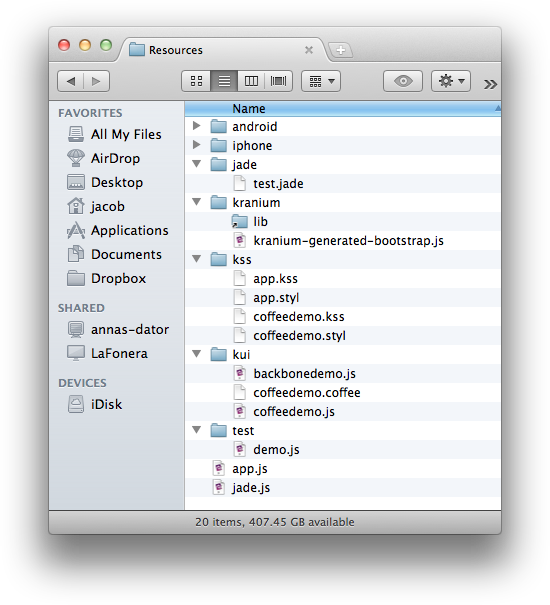 Resources
Name
FAVORITES
All My Files
AirDrop
Desktop
jacob
Applications
Documents
Dropbox
SHARED
annas-dator
LaFonera
DEVICES
iDisk
android
iphone
jade
test.jade
kranium
lib
kranium-generated-bootstrap.js
kss
app.kss
app.styl
coffeedemo.kss
coffeedemo.styl
kui
backbonedemo.js
coffeedemo.coffee
coffeedemo.js
test
demo.js
app.js
jade.js
20 items, 407.45 GB available